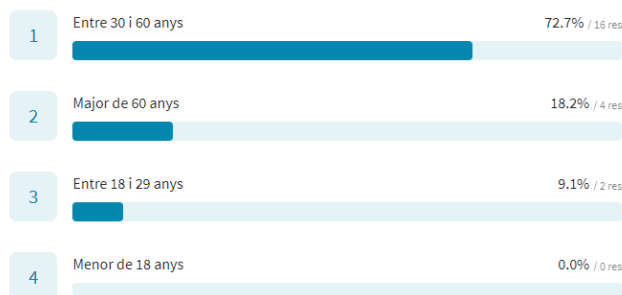 1 Entre 30 i 60 anys 72.7% / 16 res
2 Major de 60 anys 18.2% / 4 res
3 Entre 18 i 29 anys 9.1% / 2 res
4 Menor de 18 anys 0.0% / 0 res